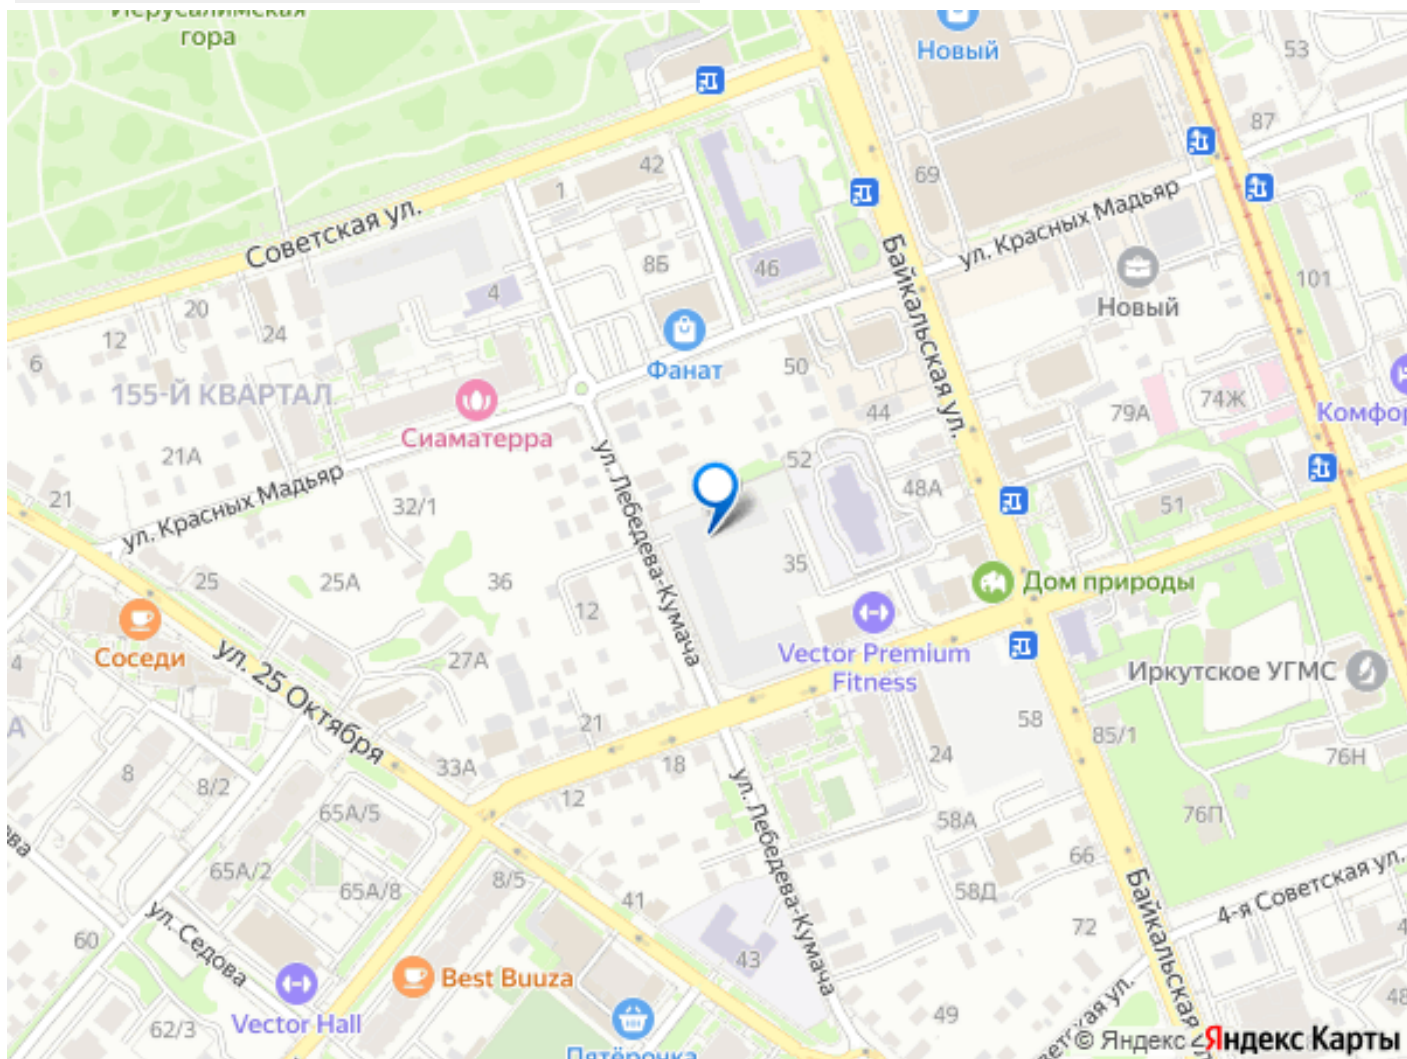 Иерусалимская
гора
Новый
53
87
42
1
69
ул. Красных Мадьяр
Советская ул.
8Б
46
101
4
Новый
20
12
24
6
Фанат
50
155-Й КВАРТАЛ
Байкальская ул.
74Ж
79А
44
Сиаматерра
21А
52
48А
21
ул. Красных Мадьяр
32/1
ул. Лебедева-Кумача
51
25
25А
36
35
12
Дом природы
Соседи
4
ул. 25 Октября
27А
Vector Premium
Fitness
Иркутское УГМС
21
58
85/1
76Н
8
8/2
33А
18
24
12
65А/5
58А
76П
65А/2
65А/8
8/5
66
ул. Лебедева-Кумача
41
58Д
4-я Советская ул.
ул. Седова
60
72
Байкальская
43
Best Buuza
Vector Hall
62/3
49
48
Пятёрочка
© Яндекс
Яндекс Карты